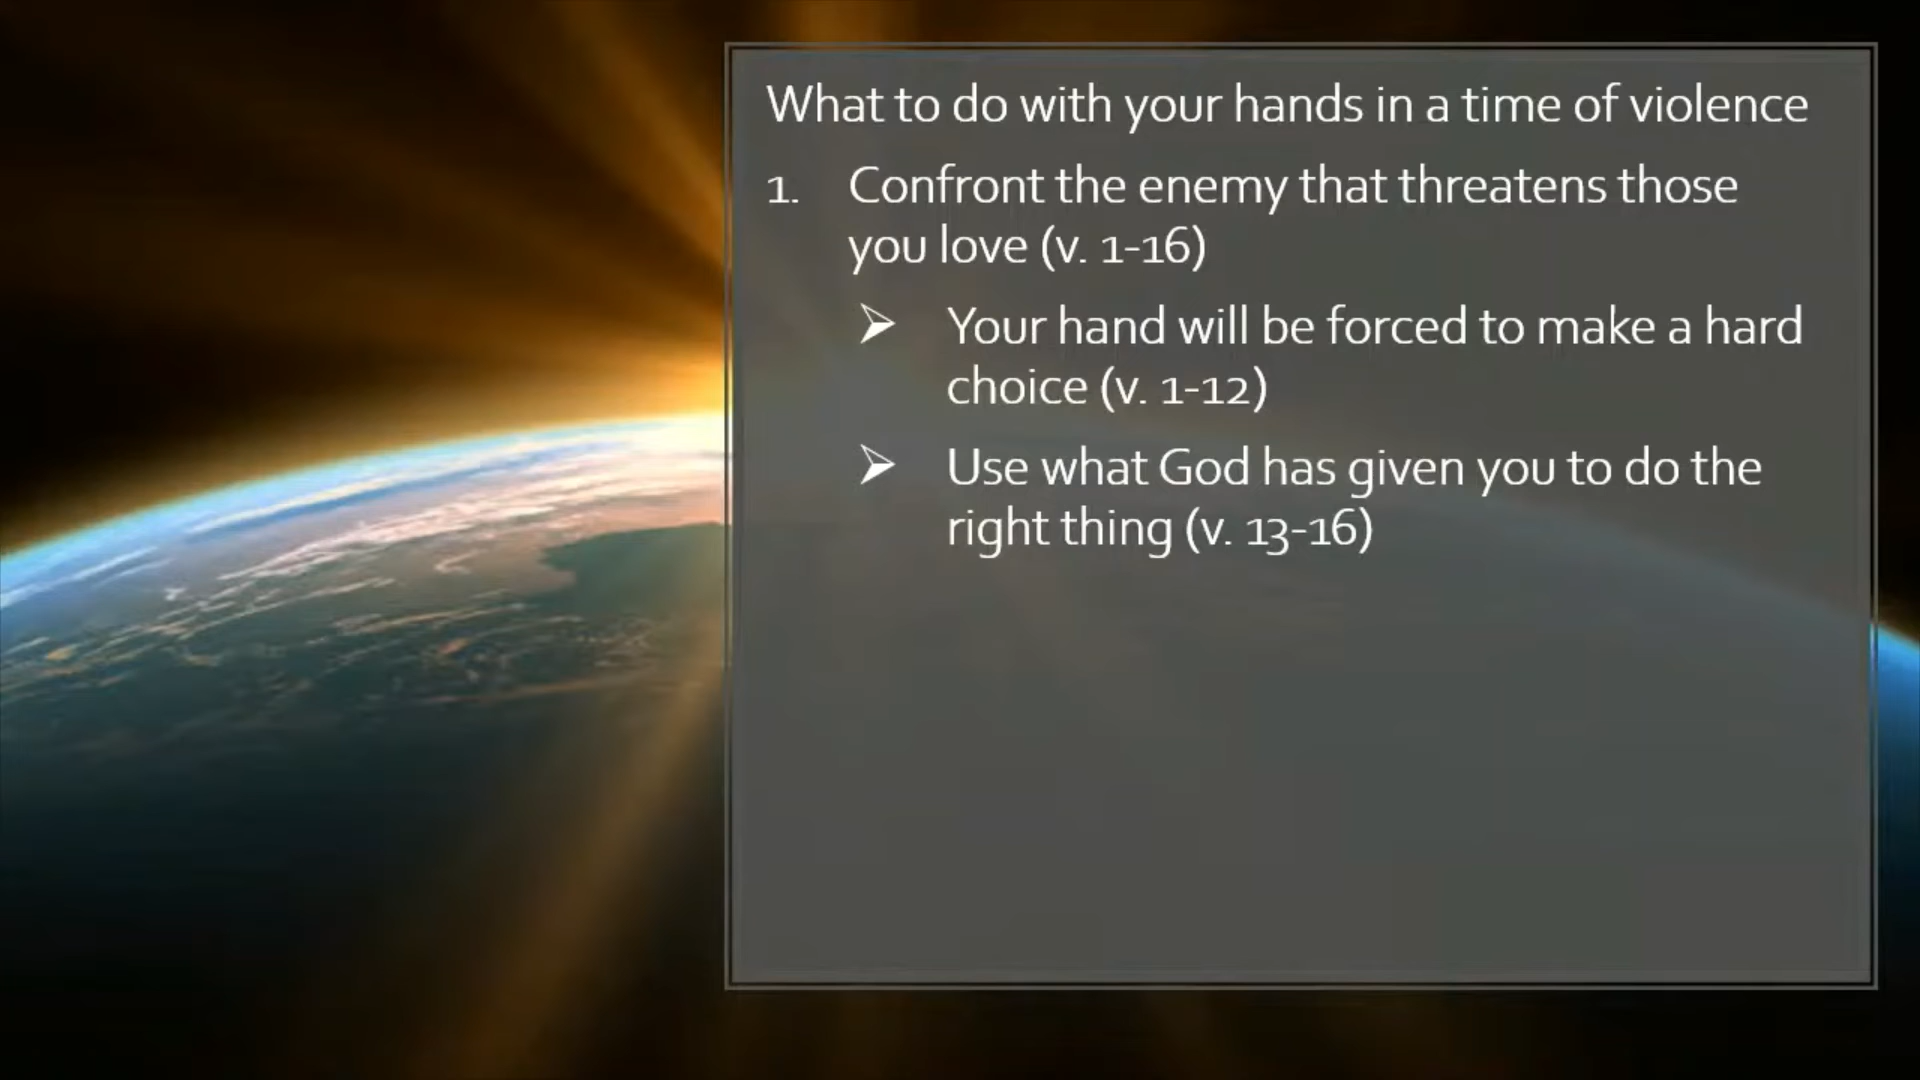 What to do with your hands in a time of violence
1. Confront the enemy that threatens those
you love (v. 1-16)
➢ Your hand will be forced to make a hard
choice (v. 1-12)
➢ Use what God has given you to do the
right thing (v. 13-16)